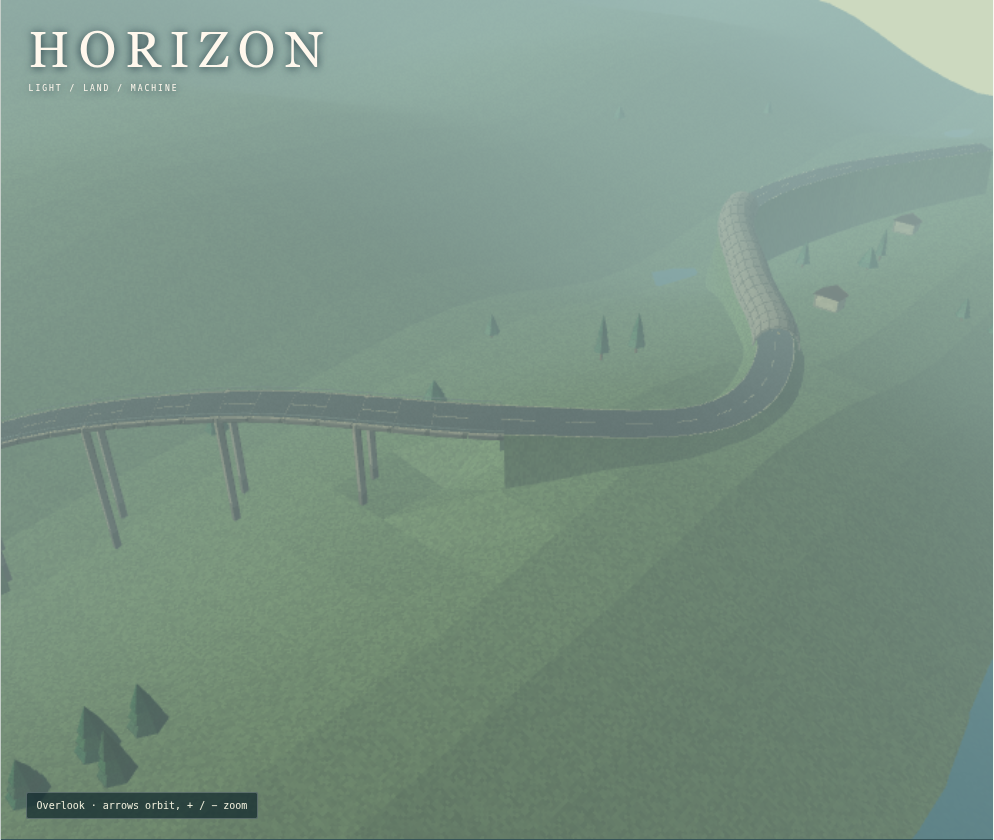 HORIZON
LIGHT / LAND / MACHINE
Overlook · arrows orbit, + / − zoom